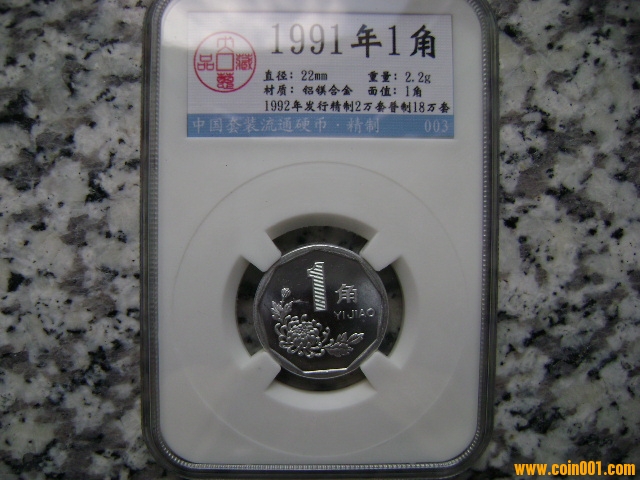 1991年1角
直径：22mm 重量：2.2g
材质：铝镁合金 面值：1角
1992年发行精制2万套普制18万套
中国套装流通硬币·精制 003
1角
YIJIAO
www.coin001.com